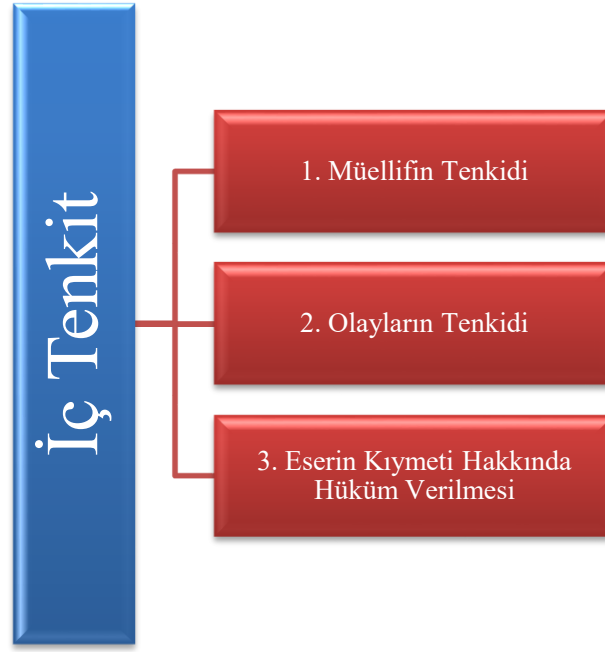 İç Tenkit
1. Müellifin Tenkidi
2. Olayların Tenkidi
3. Eserin Kıymeti Hakkında
Hüküm Verilmesi